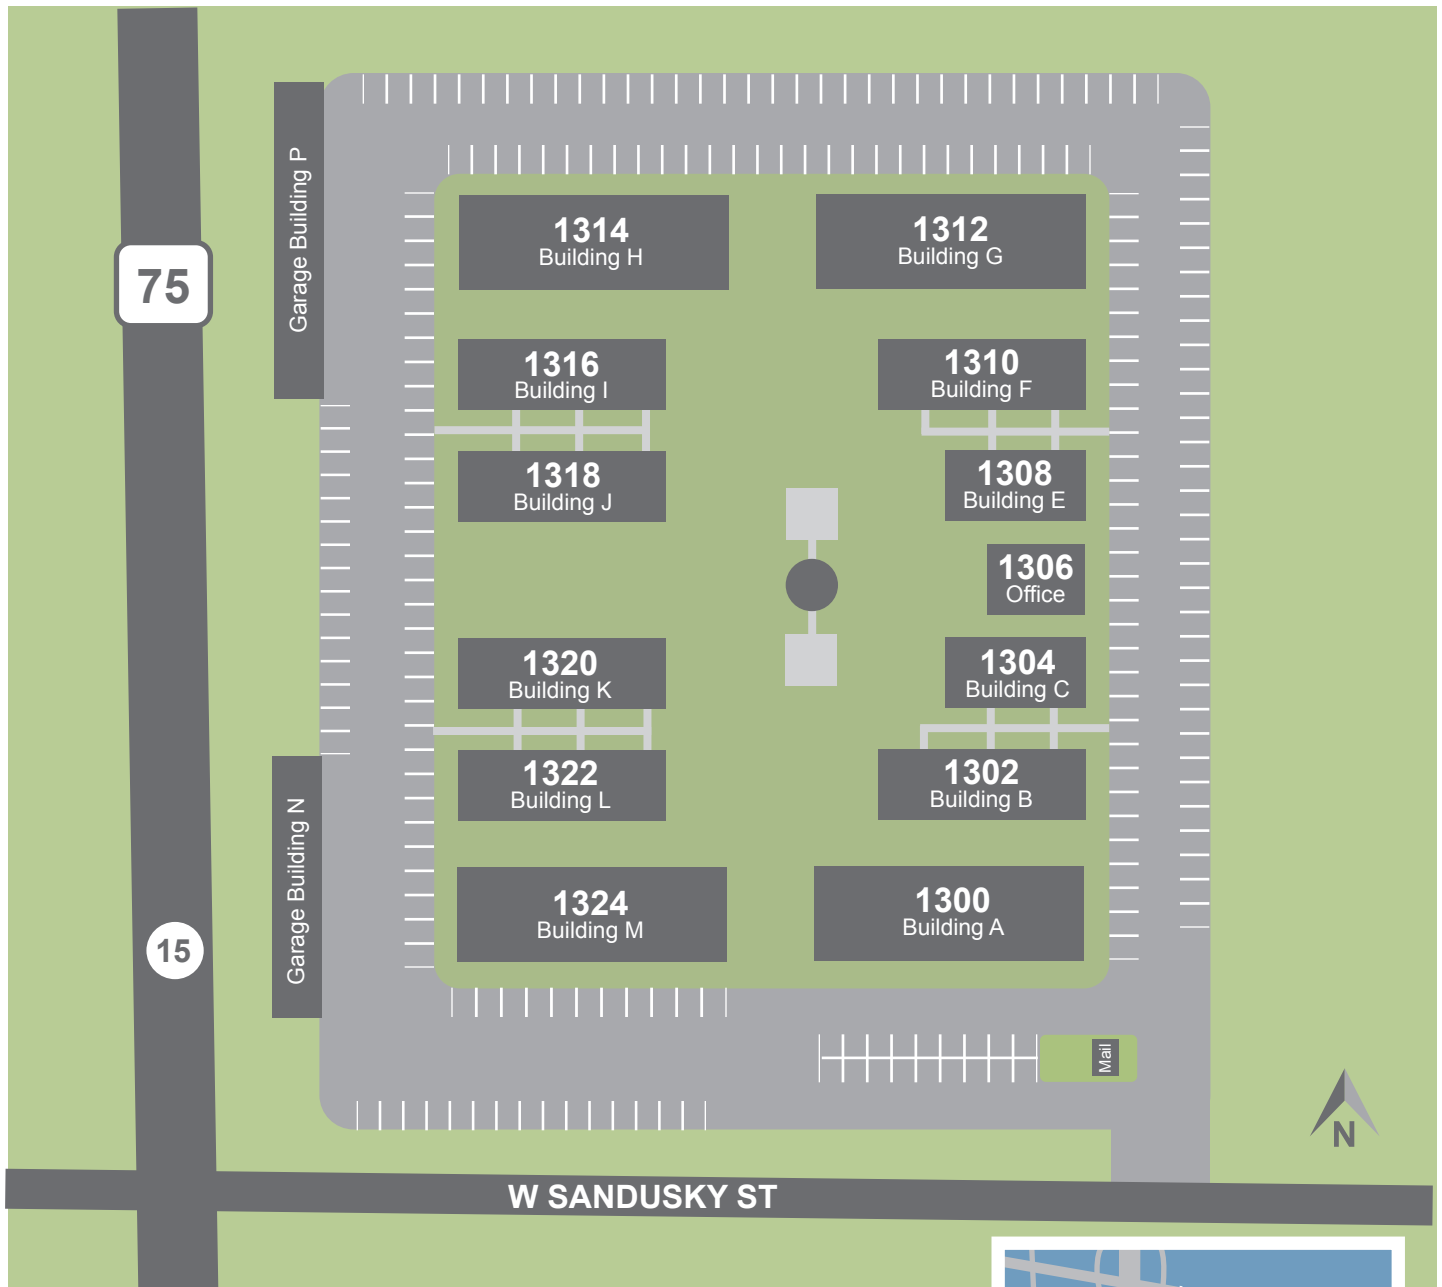 Garage Building P
75
1314
Building H
1312
Building G
1316
Building I
1310
Building F
1318
Building J
1308
Building E
1306
Office
1320
Building K
1304
Building C
1322
Building L
1302
Building B
Garage Building N
15
1324
Building M
1300
Building A
Mail
N
W SANDUSKY ST